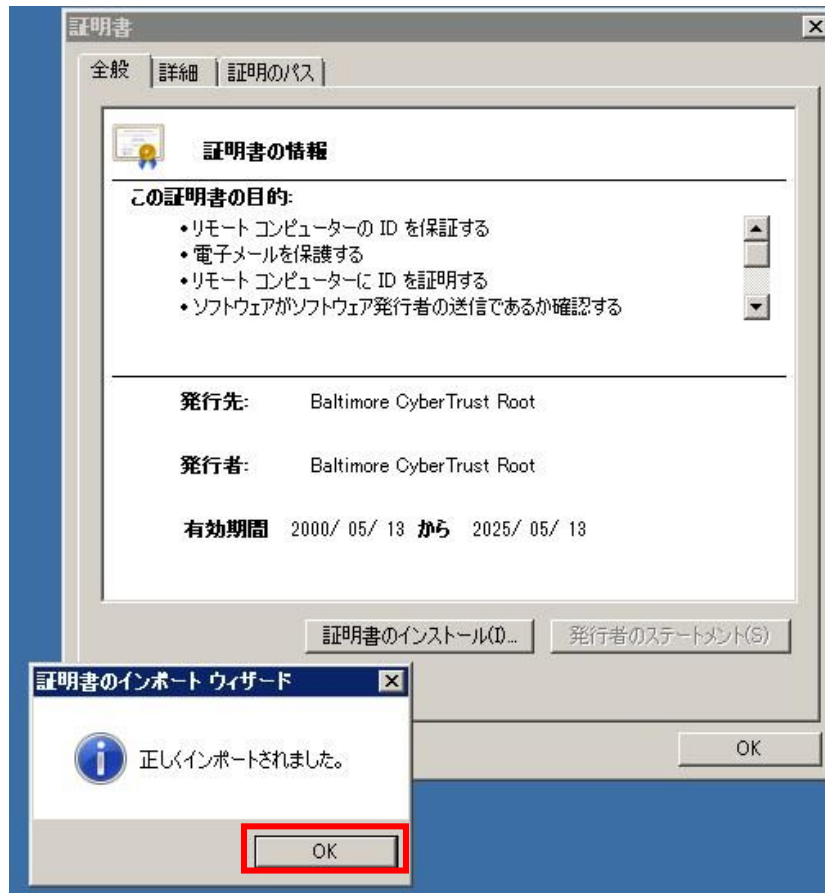 証明書
全般 詳細 証明のパス
証明書の情報
この証明書の目的:
•リモート コンピューターの ID を保証する
•電子メールを保護する
•リモート コンピューターに ID を証明する
•ソフトウェアがソフトウェア発行者の送信であるか確認する
発行先: Baltimore CyberTrust Root
発行者: Baltimore CyberTrust Root
有効期間 2000/ 05/ 13 から 2025/ 05/ 13
証明書のインストール(I)... 発行者のステートメント(S)
OK
証明書のインポート ウィザード
正しくインポートされました。
OK